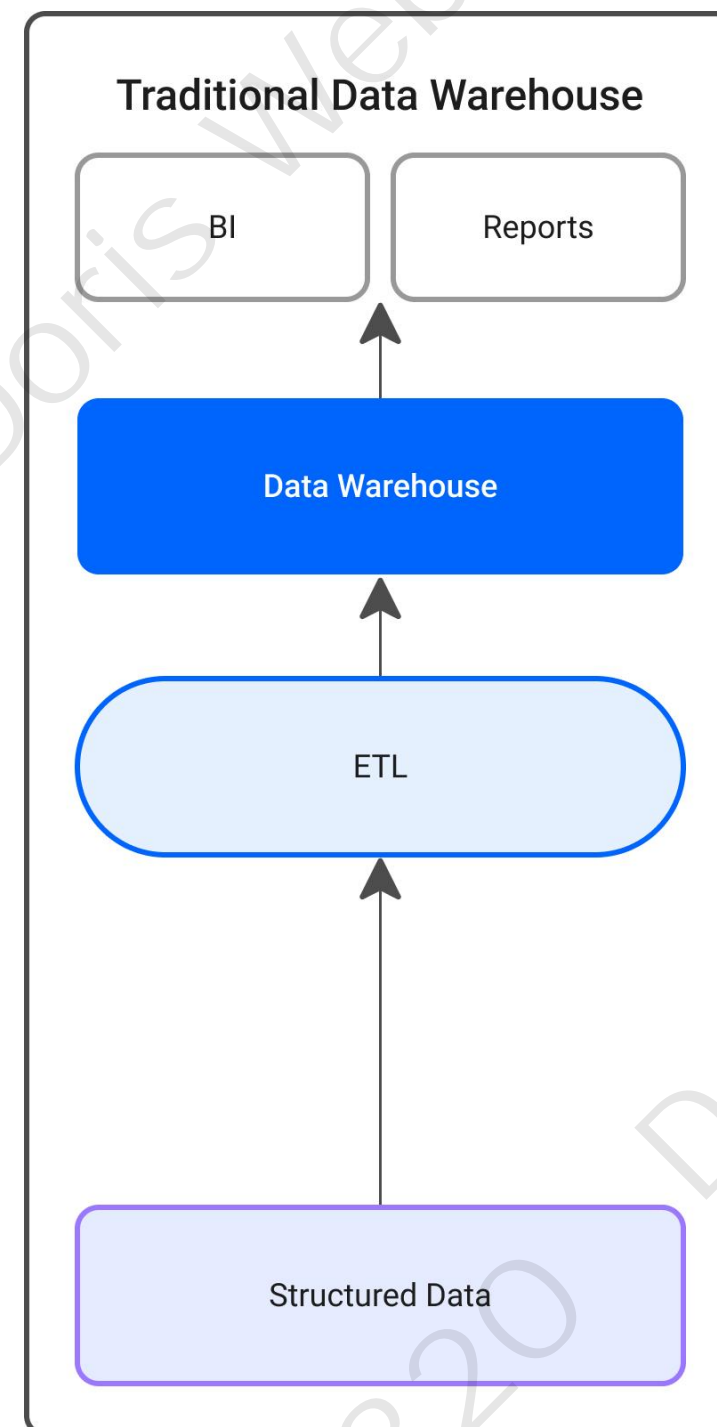 Traditional Data Warehouse
BI
Reports
Data Warehouse
ETL
Structured Data